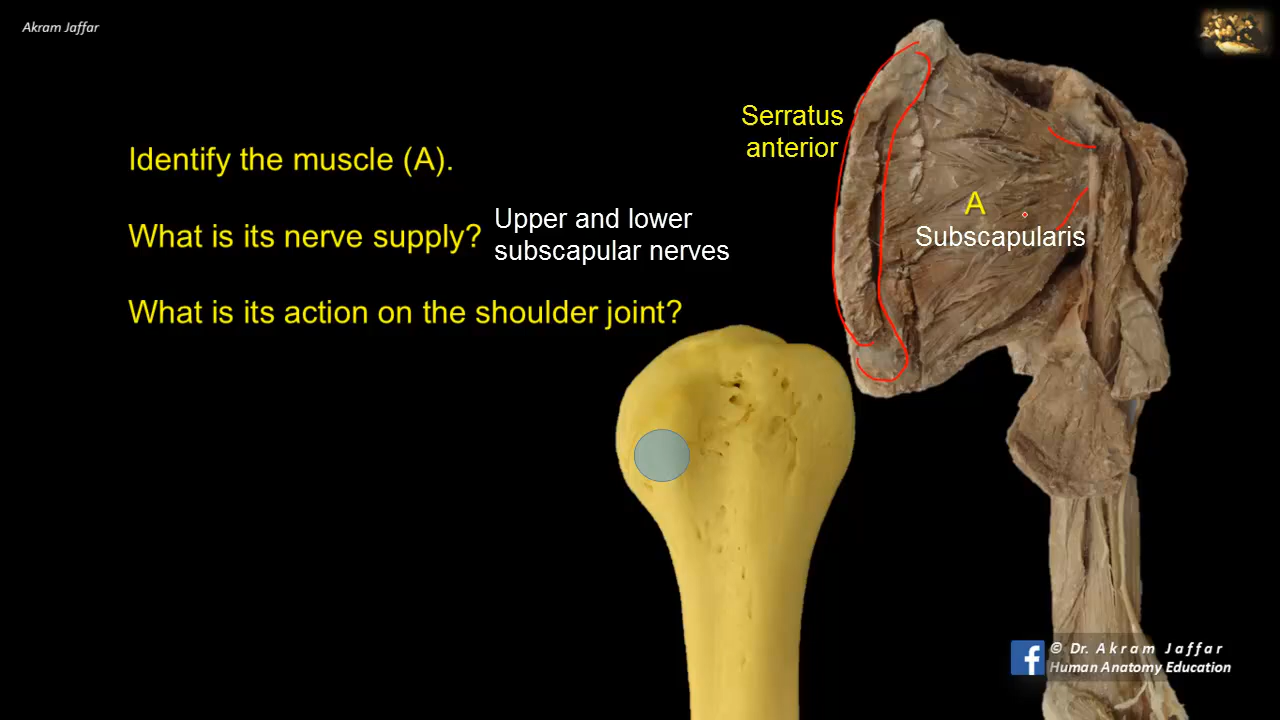 Akram Jaffar
Serratus
anterior
Identify the muscle (A).
A
What is its nerve supply?
Upper and lower
subscapular nerves
Subscapularis
What is its action on the shoulder joint?
f
© Dr. Akram Jaffar
Human Anatomy Education